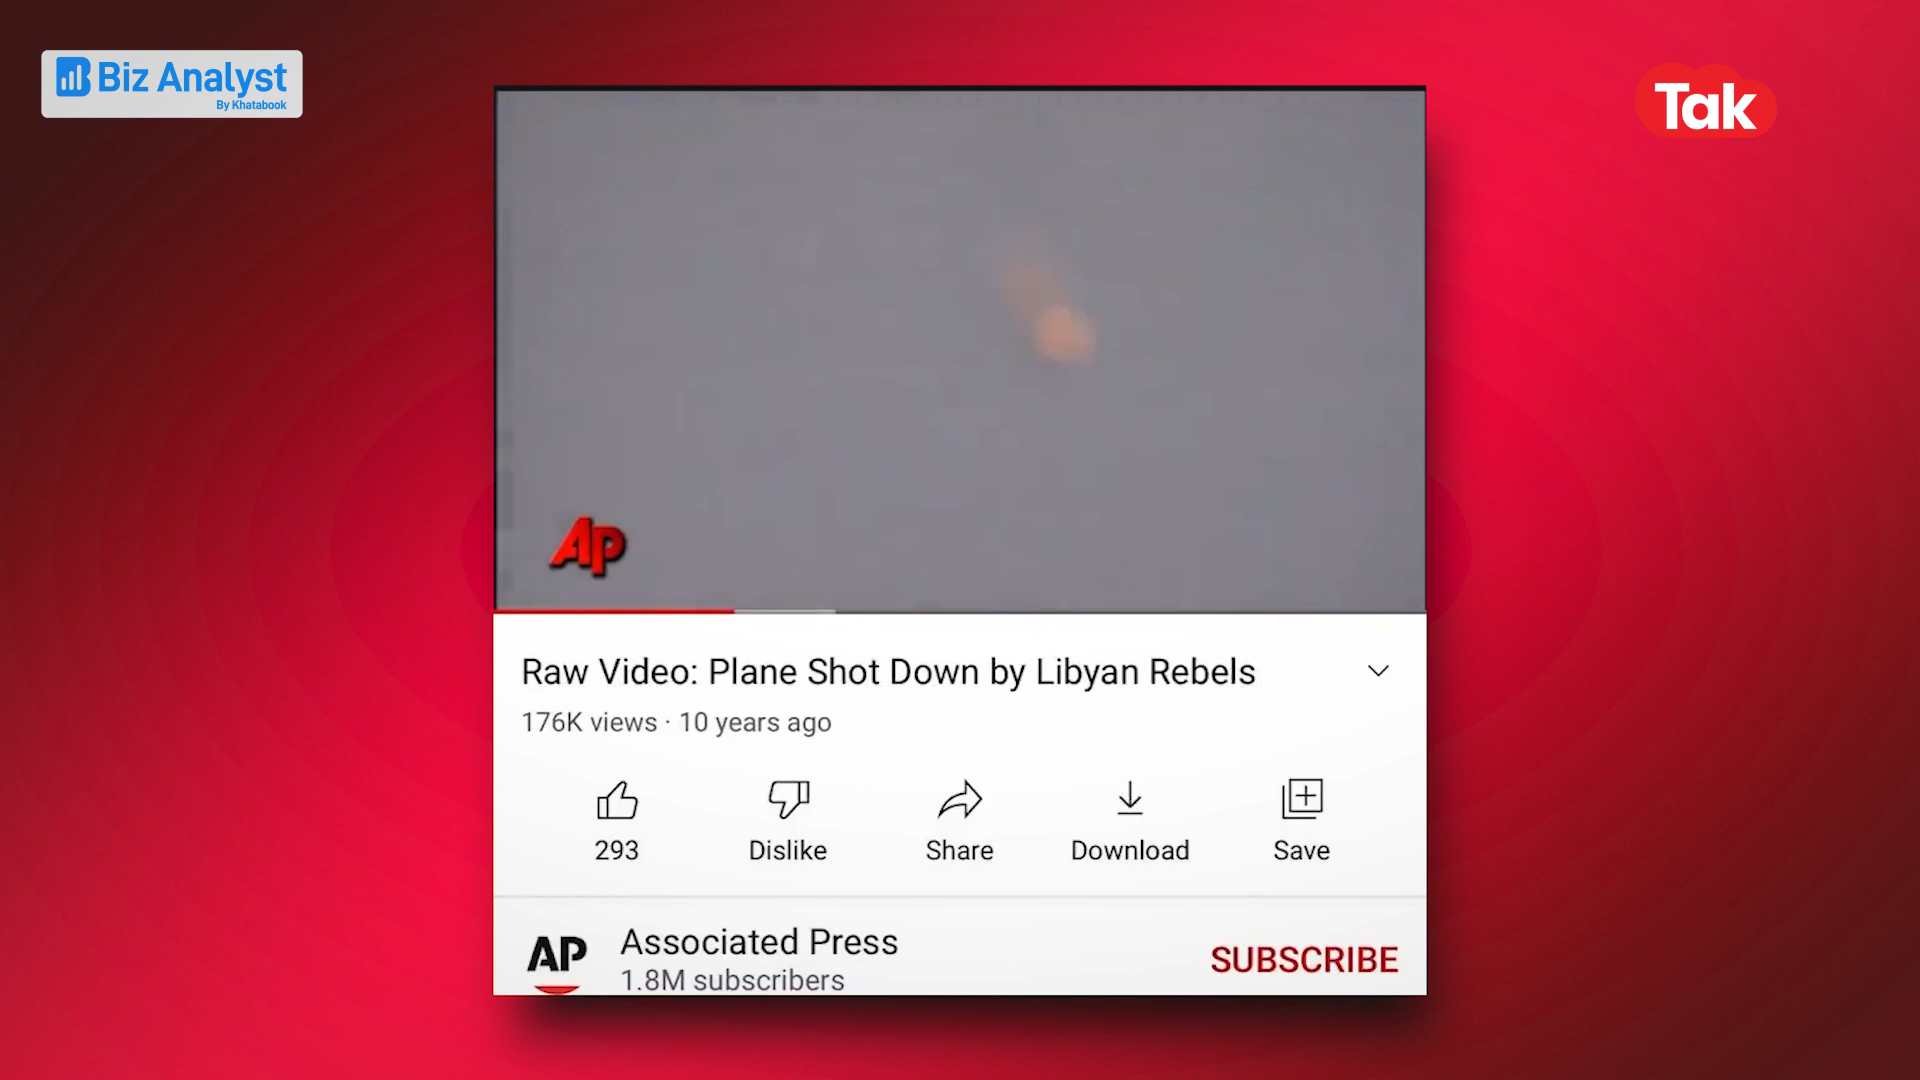 Biz Analyst
By Khatabook
Tak
Ap
Raw Video: Plane Shot Down by Libyan Rebels
176K views · 10 years ago
293
Dislike
Share
Download
Save
AP
Associated Press
1.8M subscribers
SUBSCRIBE